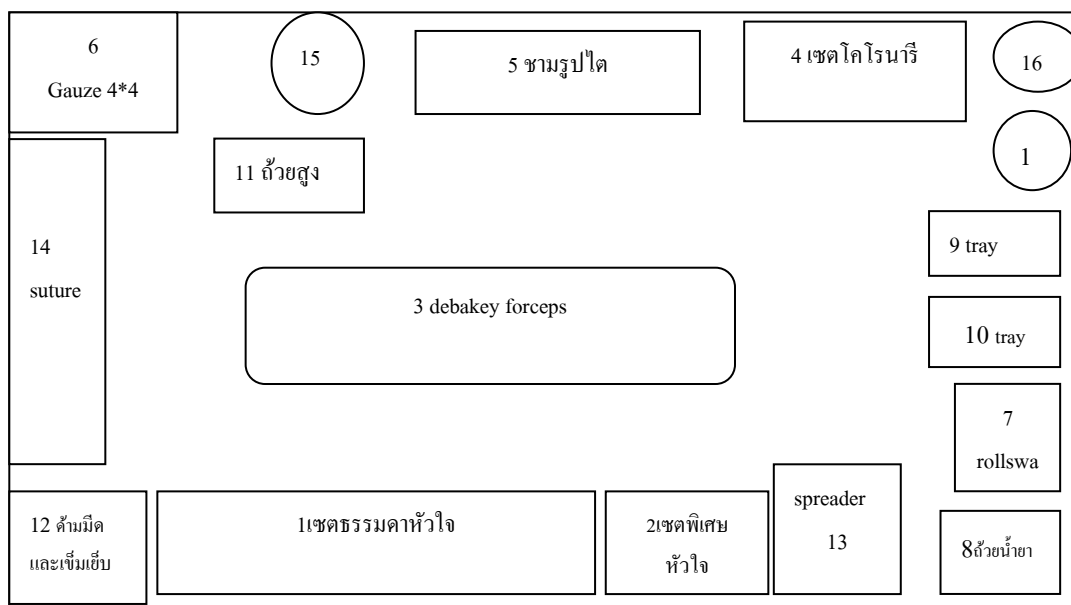 6
Gauze 4*4
15
5 ชามรูปไต
4 เซตโคโรนารี
16
1
11 ถ้วยสูง
14
suture
9 tray
3 debakey forceps
10 tray
7
rollswa
12 ด้ามมีด
และเข็มเย็บ
1เซตธรรมดาหัวใจ
2เซตพิเศษ
หัวใจ
spreader
13
8ถ้วยน้ำยา